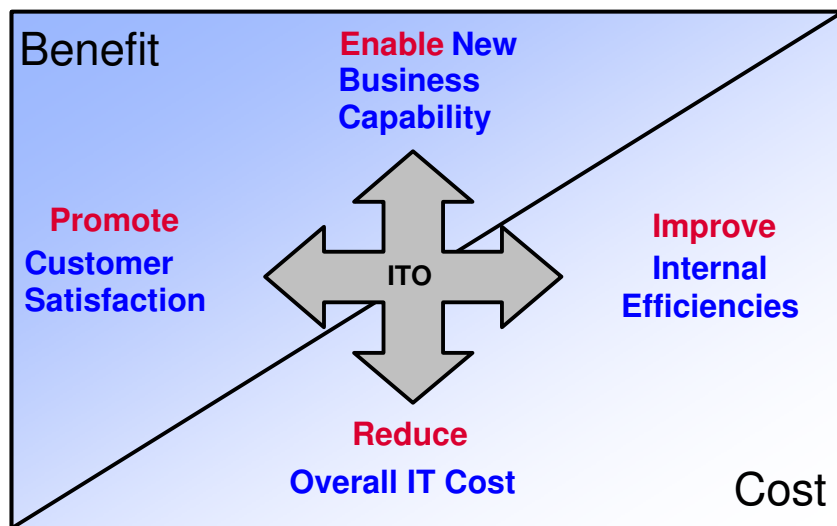 Benefit
Enable New
Business
Capability
Promote
Customer
Satisfaction
ITO
Improve
Internal
Efficiencies
Reduce
Overall IT Cost
Cost